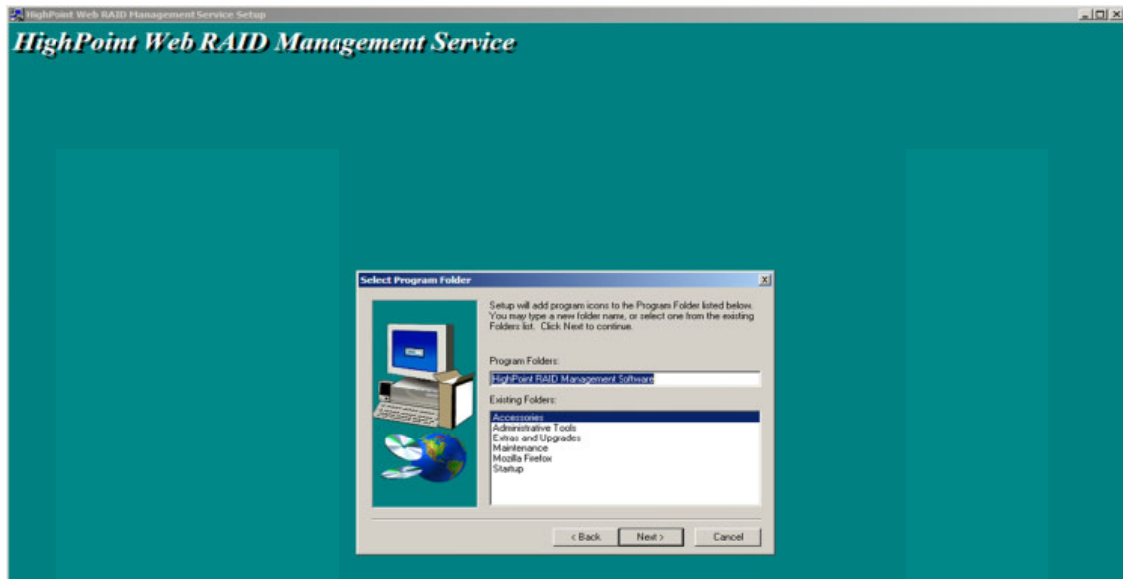 HighPoint Web RAID Management Service Setup
HighPoint Web RAID Management Service
Select Program Folder
Setup will add program icons to the Program Folder listed below.
You may type a new folder name, or select one from the existing
Folders list. Click Next to continue.
Program Folders:
HighPoint RAID Management Software
Existing Folders:
Accessories
Administrative Tools
Extras and Upgrades
Maintenance
Mozilla Firefox
Startup
< Back
Next >
Cancel